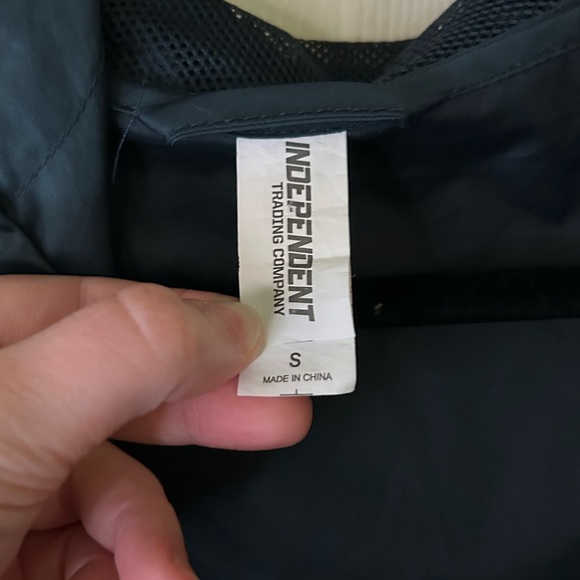 INDEPENDENT
TRADING COMPANY
S
MADE IN CHINA